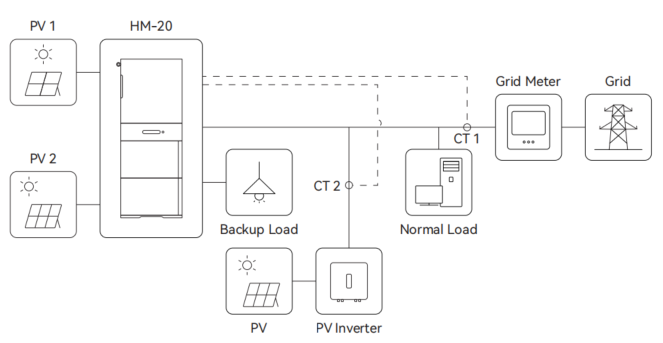 PV 1
HM-20
Grid Meter
Grid
CT 1
PV 2
CT 2
Backup Load
Normal Load
PV
PV Inverter